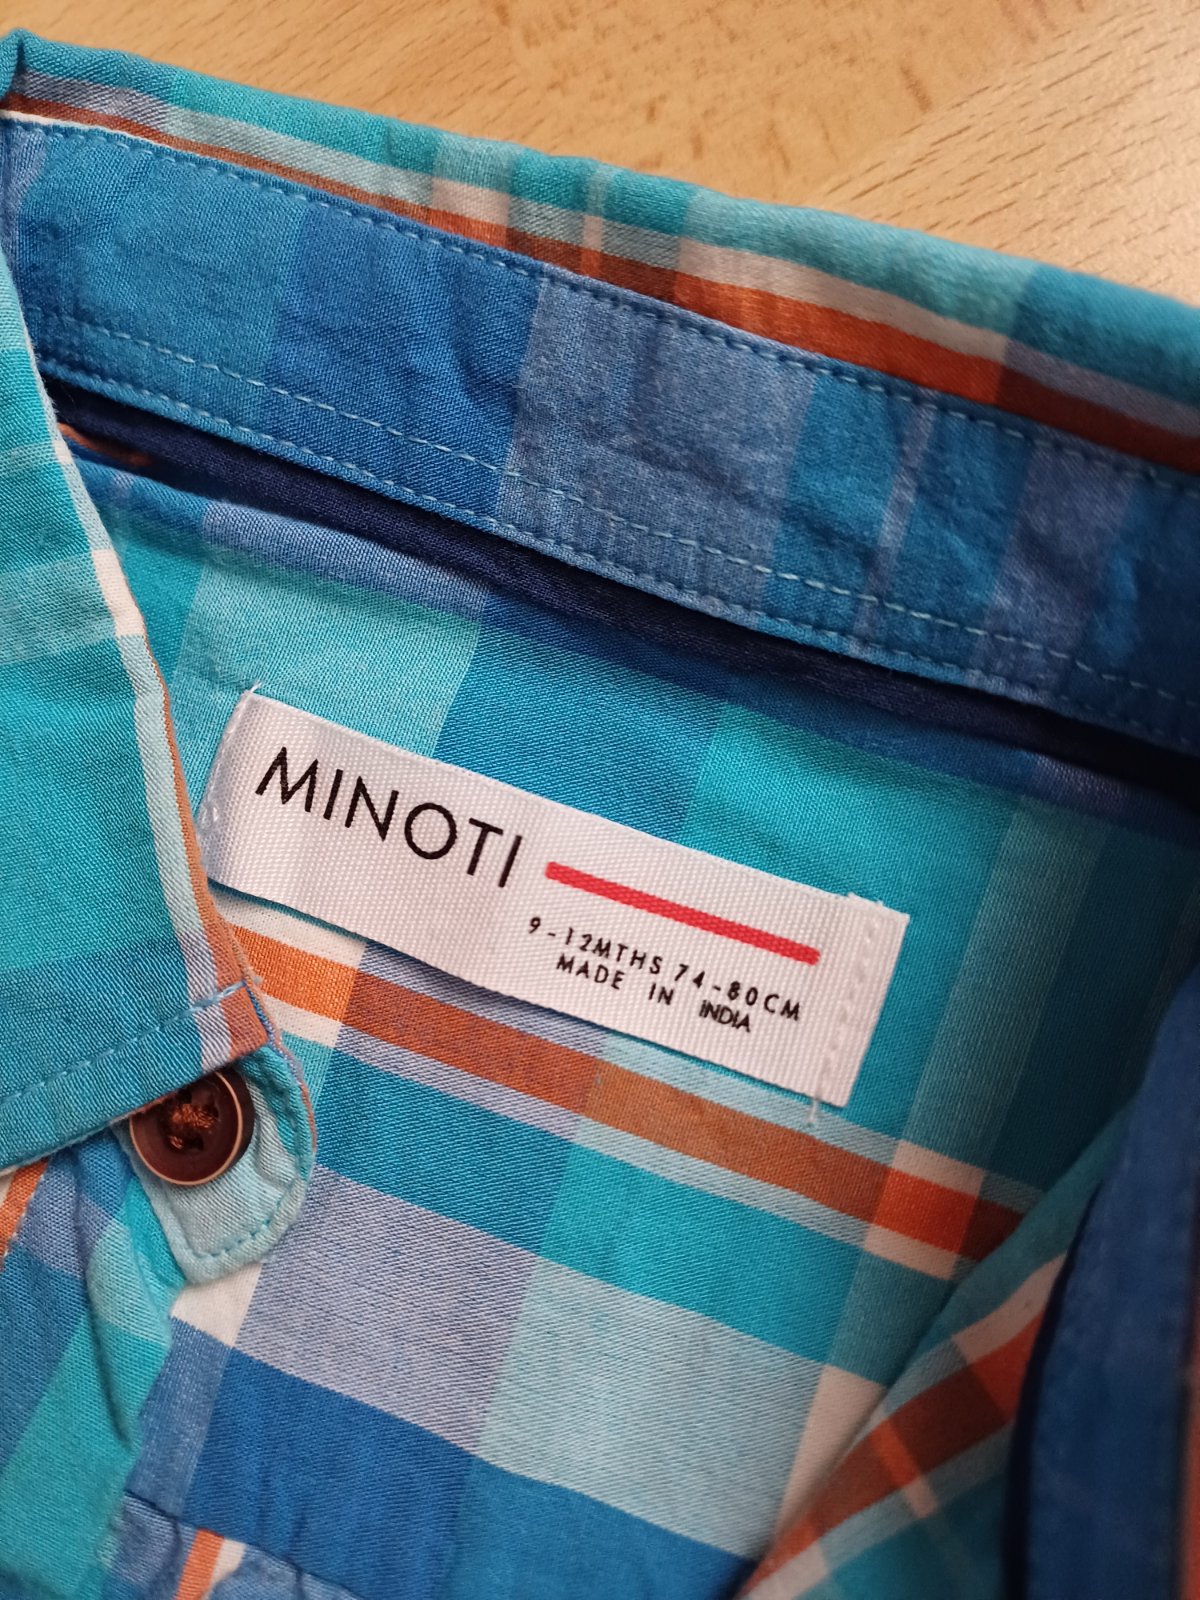 MINOTI
9-12MTHS 74-80CM
MADE IN INDIA